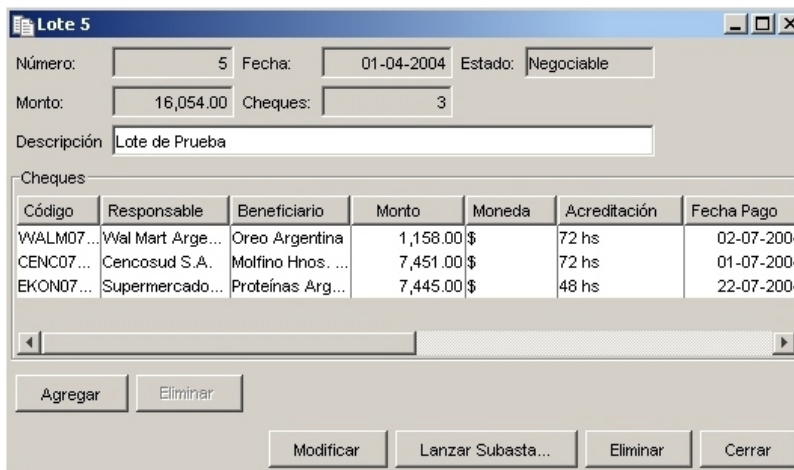 Lote 5
Número: 5 Fecha: 01-04-2004 Estado: Negociable
Monto: 16,054.00 Cheques: 3
Descripción Lote de Prueba
Cheques
Código Responsable Beneficiario Monto Moneda Acreditación Fecha Pago
WALM07... Wal Mart Arge... Oreo Argentina 1,158.00 $ 72 hs 02-07-200
CENC07... Cencosud S.A. Molfino Hnos. ... 7,451.00 $ 72 hs 01-07-200
EKON07... Supermercado... Proteínas Arg... 7,445.00 $ 48 hs 22-07-200
Agregar Eliminar
Modificar Lanzar Subasta... Eliminar Cerrar